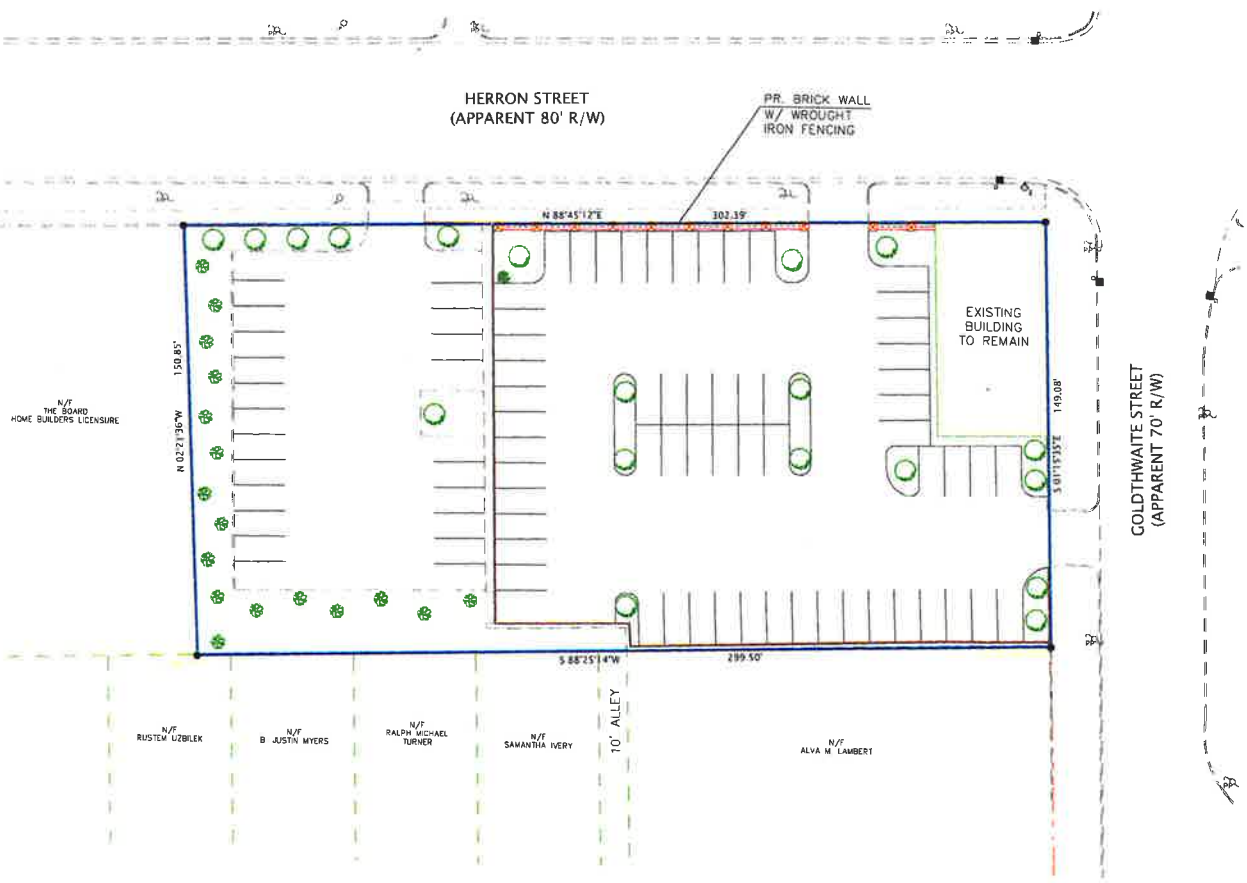 HERRON STREET
(APPARENT 80' R/W)
PR. BRICK WALL
W/ WROUGHT
IRON FENCING
N 88°45'12"E
302.39'
EXISTING
BUILDING
TO REMAIN
150.85'
N 02°21'36"W
N/F
THE BOARD
HOME BUILDERS LICENSURE
149.08'
S 01°15'35"E
GOLDTHWAITE STREET
(APPARENT 70' R/W)
S 88°25'14"W
299.50'
N/F
RUSTEM UZBILEK
N/F
B JUSTIN MYERS
N/F
RALPH MICHAEL
TURNER
N/F
SAMANTHA IVERY
10' ALLEY
N/F
ALVA M LAMBERT